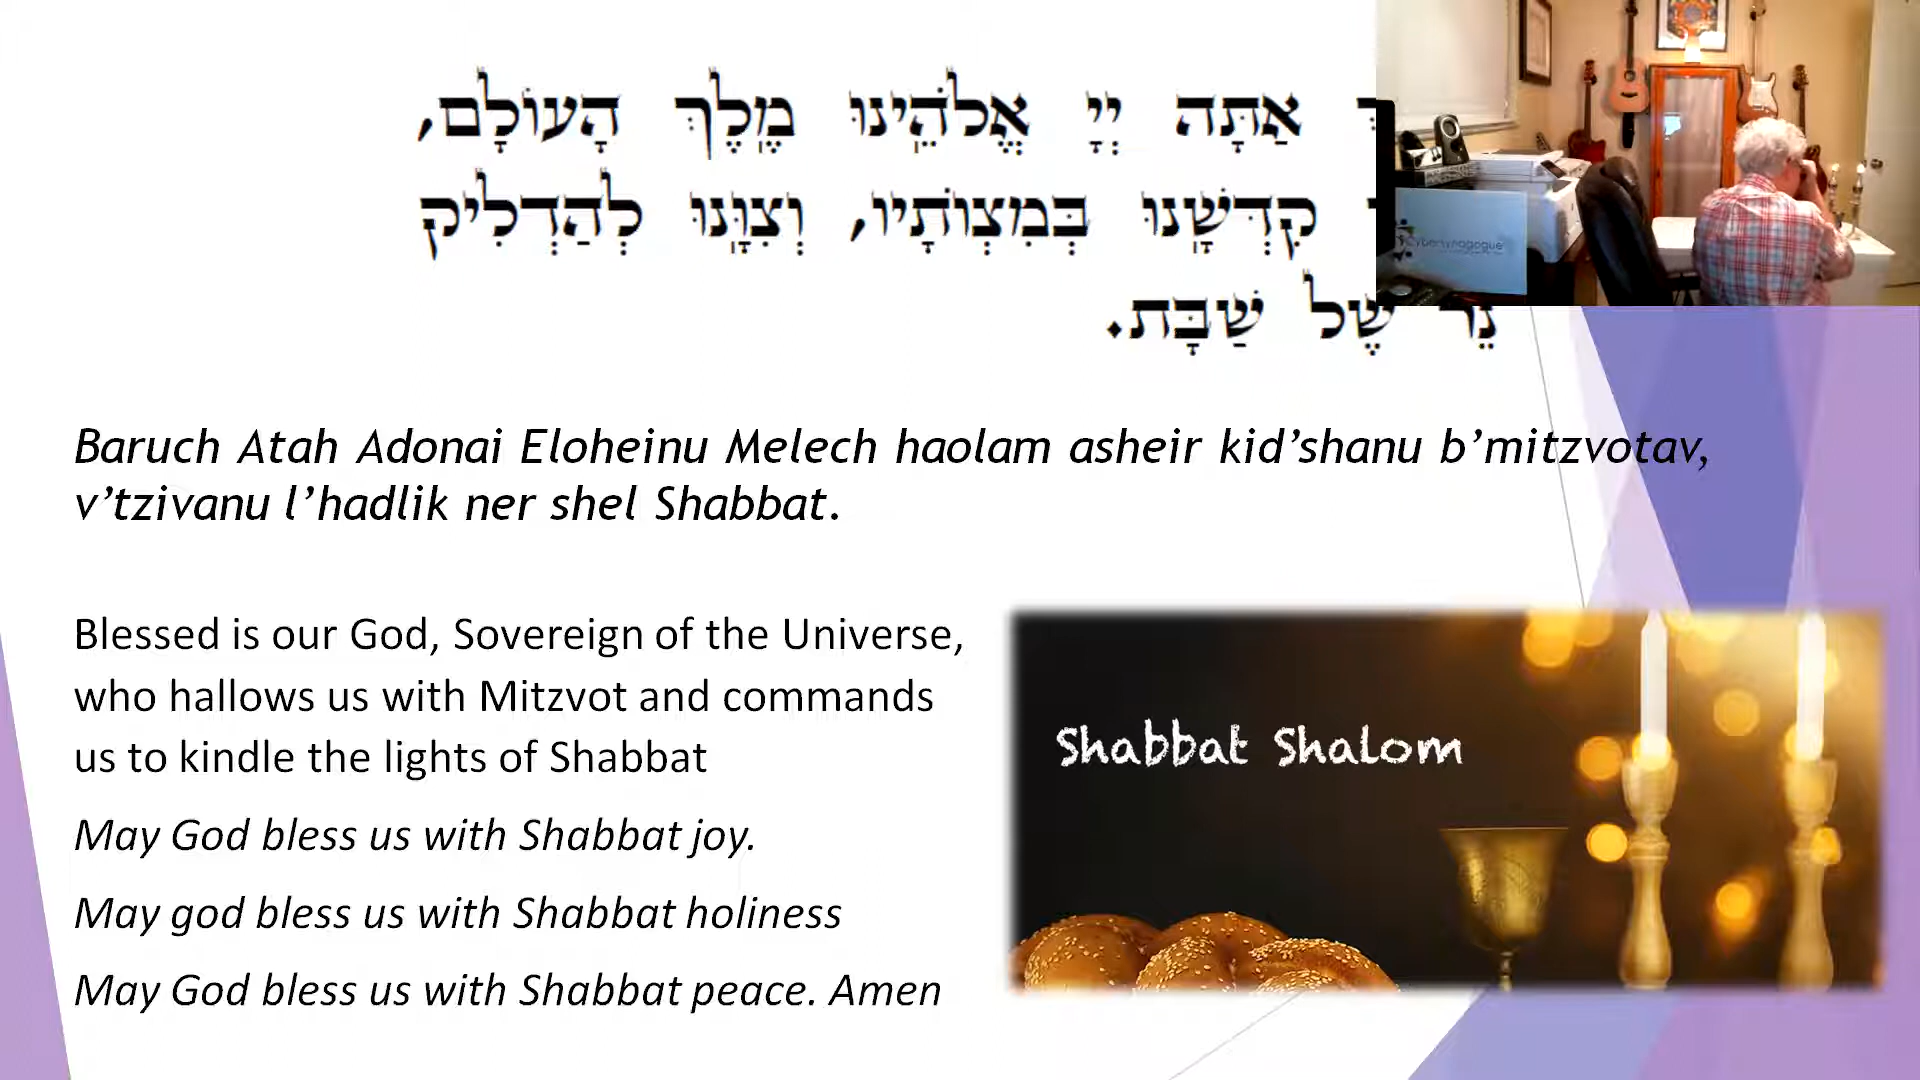 אַתָּה יְיָ אֱלֹהֵֽינוּ מֶֽלֶךְ הָעוֹלָם,
קִדְּשָֽׁנוּ בְּמִצְוֹתָיו, וְצִוָּֽנוּ לְהַדְלִיק
נֵר שֶׁל שַׁבָּת.
Cybersynagogue
Baruch Atah Adonai Eloheinu Melech haolam asheir kid’shanu b’mitzvotav,
v’tzivanu l’hadlik ner shel Shabbat.
Blessed is our God, Sovereign of the Universe,
who hallows us with Mitzvot and commands
us to kindle the lights of Shabbat
May God bless us with Shabbat joy.
May god bless us with Shabbat holiness
May God bless us with Shabbat peace. Amen
Shabbat Shalom